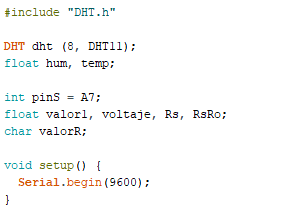 #include "DHT.h"
DHT dht (8, DHT11);
float hum, temp;
int pinS = A7;
float valorl, voltaje, Rs, RsRo;
char valorR;
void setup() {
Serial.begin(9600);
}